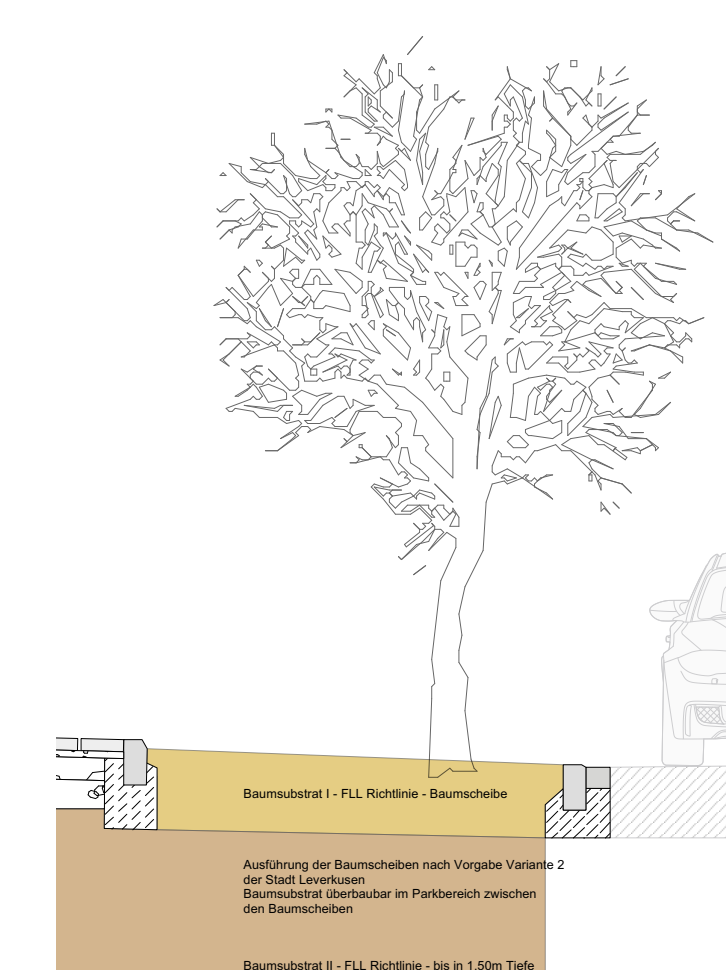 Baumsubstrat I - FLL Richtlinie - Baumscheibe
Ausführung der Baumscheiben nach Vorgabe Variante 2
der Stadt Leverkusen
Baumsubstrat überbaubar im Parkbereich zwischen
den Baumscheiben
Baumsubstrat II - FLL Richtlinie - bis in 1.50m Tiefe